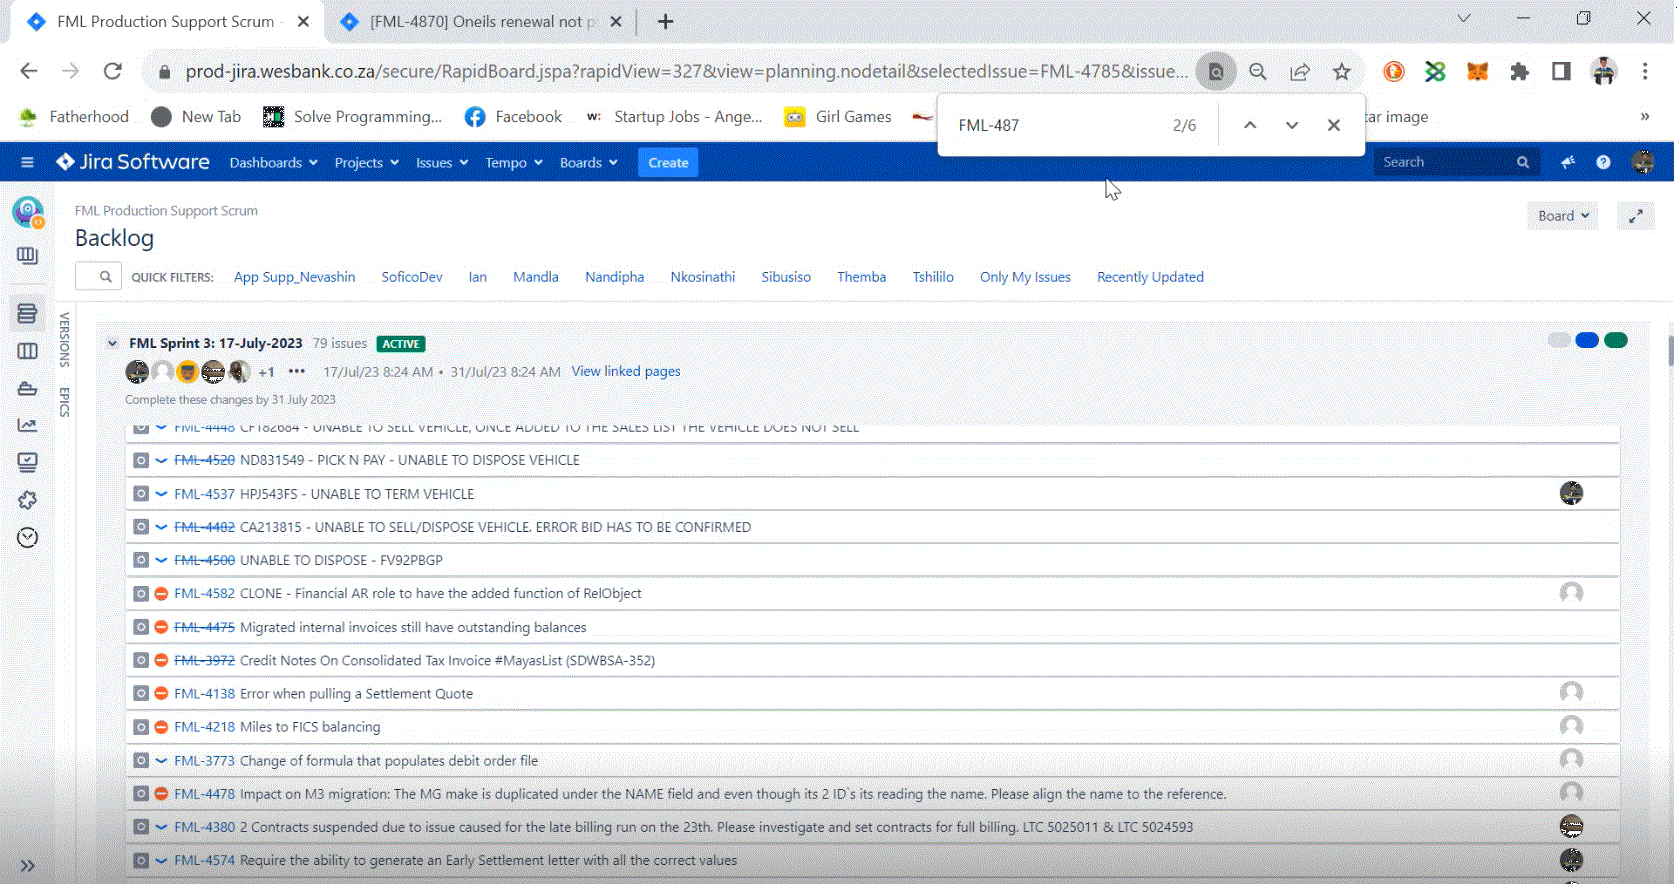 FML Production Support Scrum -
[FML-4870] Oneils renewal not p
prod-jira.wesbank.co.za/secure/RapidBoard.jspa?rapidView=327&view=planning.nodetail&selectedIssue=FML-4785&issue...
Fatherhood
New Tab
Solve Programming...
Facebook
w: Startup Jobs - Ange...
Girl Games
tar image
»
FML-487 2/6
Jira Software
Dashboards
Projects
Issues
Tempo
Boards
Create
Search
FML Production Support Scrum
Backlog
Board
QUICK FILTERS: App Supp_Nevashin SoficoDev Ian Mandla Nandipha Nkosinathi Sibusiso Themba Tshililo Only My Issues Recently Updated
VERSIONS
EPICS
FML Sprint 3: 17-July-2023 79 issues ACTIVE
+1 ••• 17/Jul/23 8:24 AM • 31/Jul/23 8:24 AM View linked pages
Complete these changes by 31 July 2023
FML-4448 CF182684 - UNABLE TO SELL VEHICLE, ONCE ADDED TO THE SALES LIST THE VEHICLE DOES NOT SELL
FML-4520 ND831549 - PICK N PAY - UNABLE TO DISPOSE VEHICLE
FML-4537 HPJ543FS - UNABLE TO TERM VEHICLE
FML-4482 CA213815 - UNABLE TO SELL/DISPOSE VEHICLE. ERROR BID HAS TO BE CONFIRMED
FML-4500 UNABLE TO DISPOSE - FV92PBGP
FML-4582 CLONE - Financial AR role to have the added function of RelObject
FML-4475 Migrated internal invoices still have outstanding balances
FML-3972 Credit Notes On Consolidated Tax Invoice #MayasList (SDWBSA-352)
FML-4138 Error when pulling a Settlement Quote
FML-4218 Miles to FICS balancing
FML-3773 Change of formula that populates debit order file
FML-4478 Impact on M3 migration: The MG make is duplicated under the NAME field and even though its 2 ID`s its reading the name. Please align the name to the reference.
FML-4380 2 Contracts suspended due to issue caused for the late billing run on the 23th. Please investigate and set contracts for full billing. LTC 5025011 & LTC 5024593
FML-4574 Require the ability to generate an Early Settlement letter with all the correct values